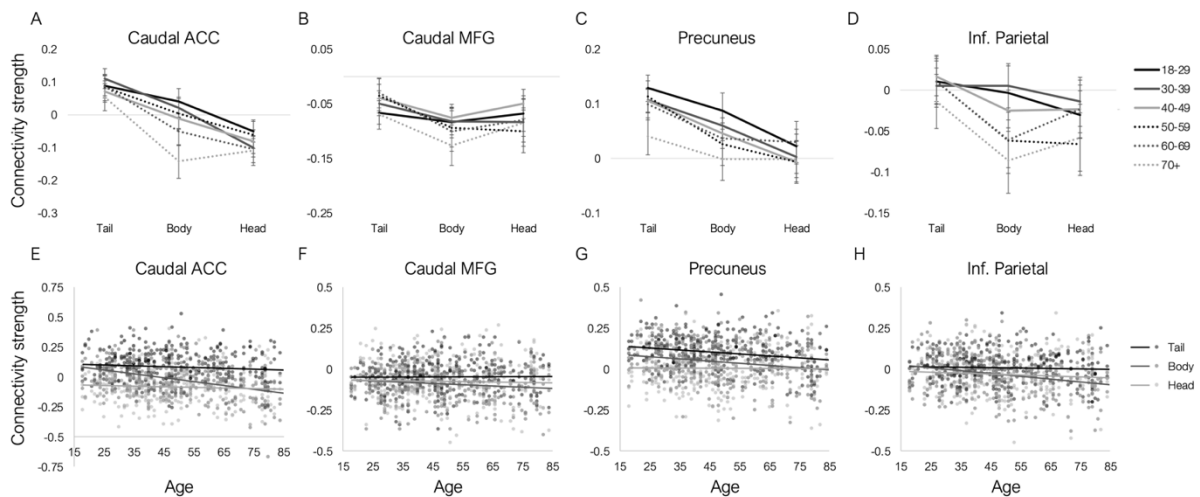 A
Caudal ACC
B
Caudal MFG
C
Precuneus
D
Inf. Parietal
Connectivity strength
0.2
0.1
0
-0.1
-0.2
-0.3
Tail Body Head
0.05
-0.05
-0.15
-0.25
Tail Body Head
0.2
0.1
0
-0.1
Tail Body Head
0.05
0
-0.05
-0.1
-0.15
Tail Body Head
18-29
30-39
40-49
50-59
60-69
70+
E
Caudal ACC
F
Caudal MFG
G
Precuneus
H
Inf. Parietal
Connectivity strength
0.75
0.5
0.25
0
-0.25
-0.5
-0.75
15 25 35 45 55 65 75 85
Age
0.5
0.25
0
-0.25
-0.5
15 25 35 45 55 65 75 85
Age
0.5
0.25
0
-0.25
-0.5
15 25 35 45 55 65 75 85
Age
0.5
0.25
0
-0.25
-0.5
15 25 35 45 55 65 75 85
Age
Tail
Body
Head